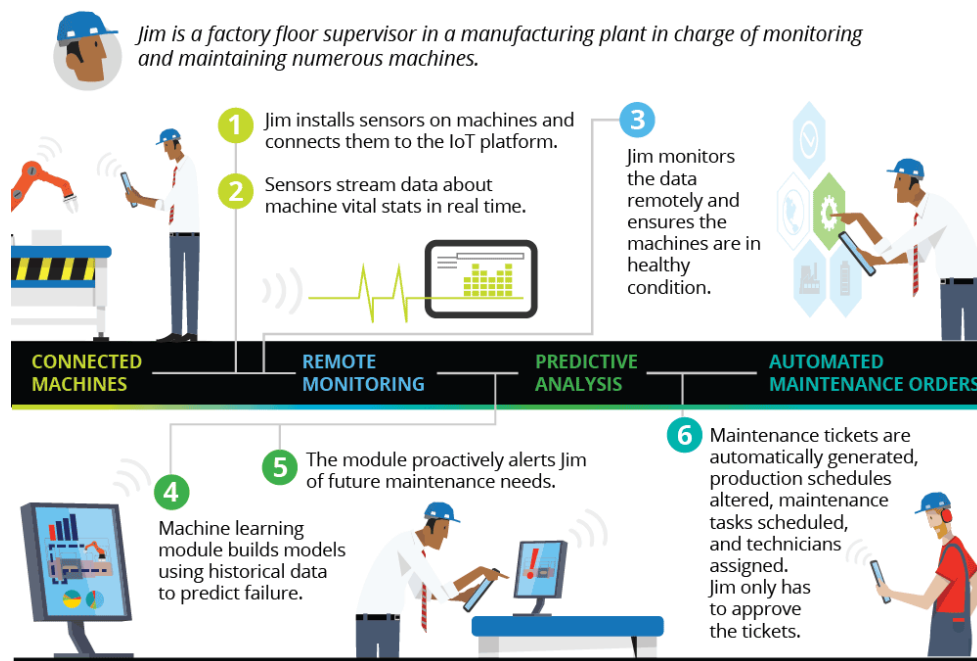 Jim is a factory floor supervisor in a manufacturing plant in charge of monitoring
and maintaining numerous machines.
1
Jim installs sensors on machines and
connects them to the IoT platform.
2
Sensors stream data about
machine vital stats in real time.
3
Jim monitors
the data
remotely and
ensures the
machines are in
healthy
condition.
CONNECTED
MACHINES
REMOTE
MONITORING
PREDICTIVE
ANALYSIS
AUTOMATED
MAINTENANCE ORDERS
4
Machine learning
module builds models
using historical data
to predict failure.
5
The module proactively alerts Jim
of future maintenance needs.
!
6
Maintenance tickets are
automatically generated,
production schedules
altered, maintenance
tasks scheduled,
and technicians
assigned.
Jim only has
to approve
the tickets.